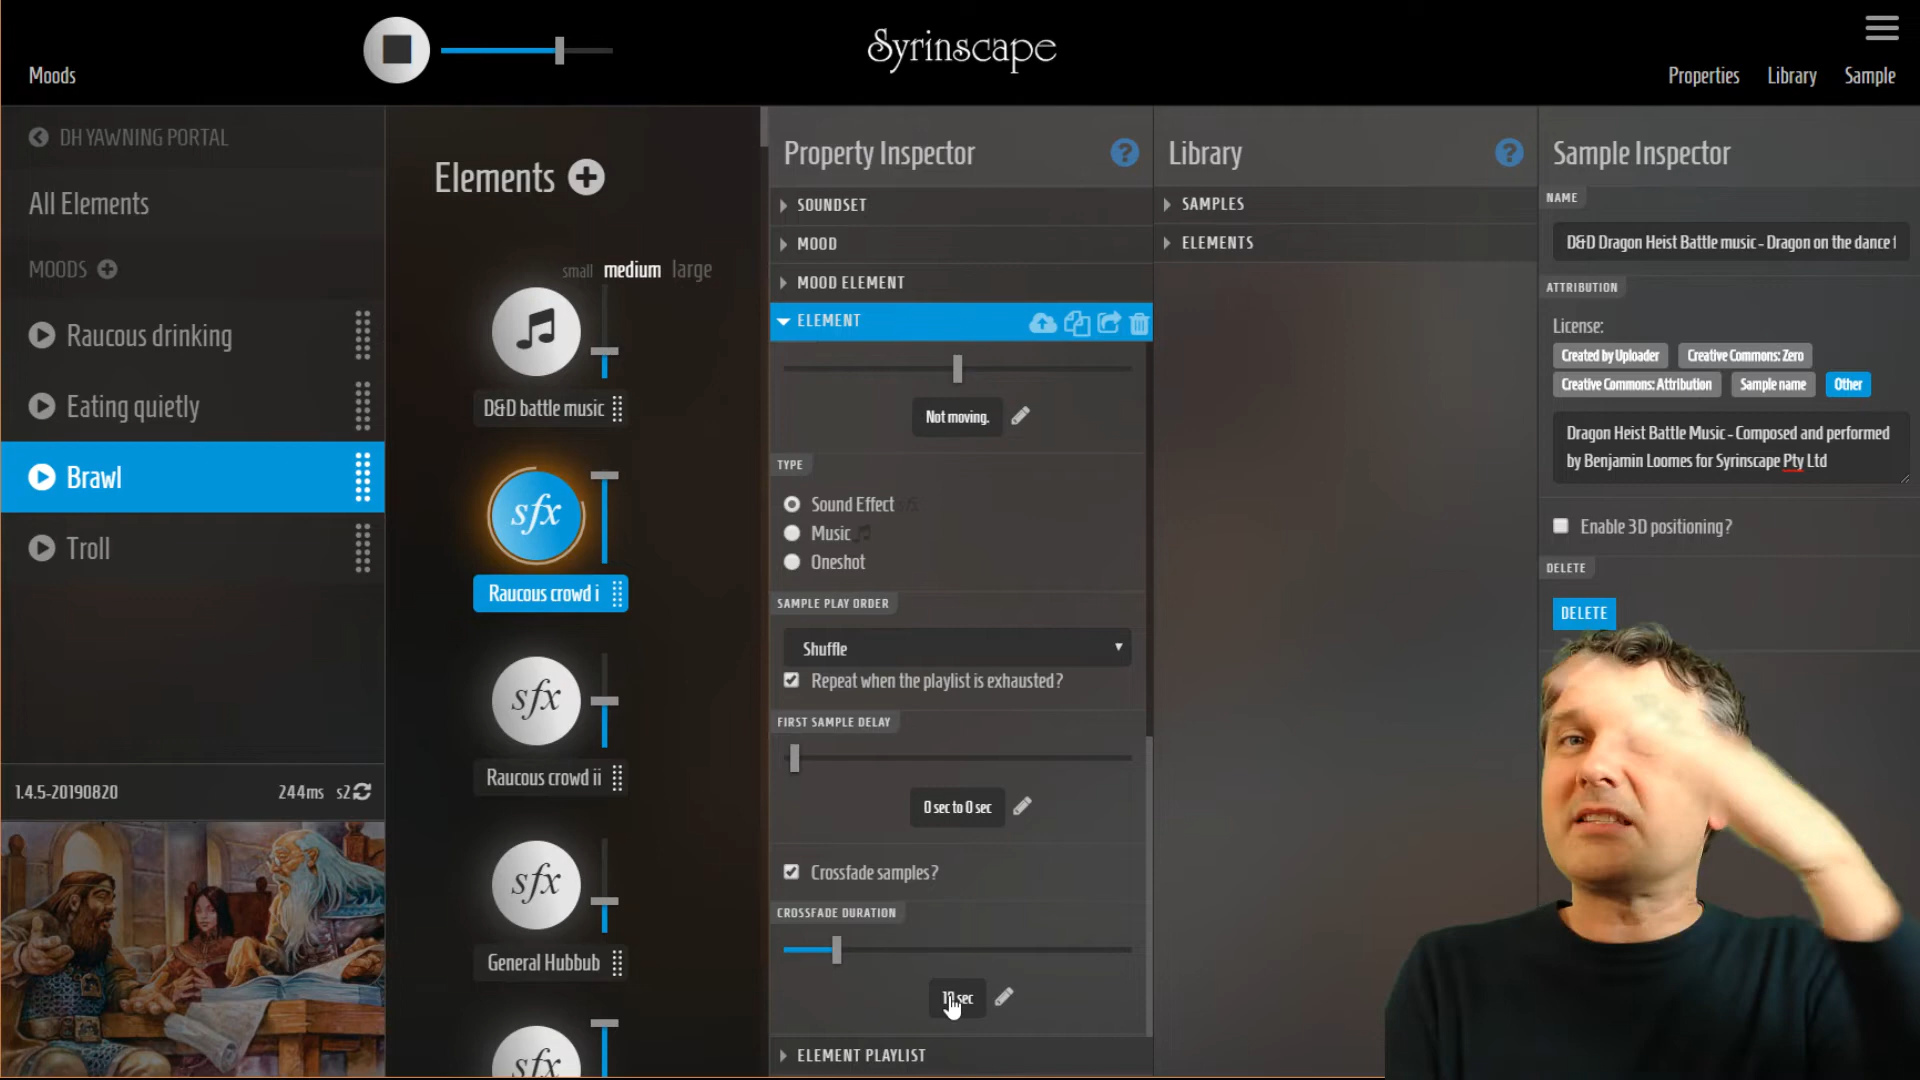 Syrinscape
Moods
Properties
Library
Sample
DH YAWNING PORTAL
All Elements
MOODS
Raucous drinking
Eating quietly
Brawl
Troll
1.4.5-20190820
244ms
s2
Elements
small medium large
D&D battle music
sfx
Raucous crowd i
sfx
Raucous crowd ii
sfx
General Hubbub
sfx
Property Inspector
?
SOUNDSET
MOOD
MOOD ELEMENT
ELEMENT
Not moving.
TYPE
Sound Effect sfx
Music
Oneshot
SAMPLE PLAY ORDER
Shuffle
Repeat when the playlist is exhausted?
FIRST SAMPLE DELAY
0 sec to 0 sec
Crossfade samples?
CROSSFADE DURATION
sec
ELEMENT PLAYLIST
Library
?
SAMPLES
ELEMENTS
Sample Inspector
NAME
D&D Dragon Heist Battle music - Dragon on the dance
ATTRIBUTION
License:
Created by Uploader
Creative Commons: Zero
Creative Commons: Attribution
Sample name
Other
Dragon Heist Battle Music - Composed and performed
by Benjamin Loomes for Syrinscape Pty Ltd
Enable 3D positioning?
DELETE
DELETE